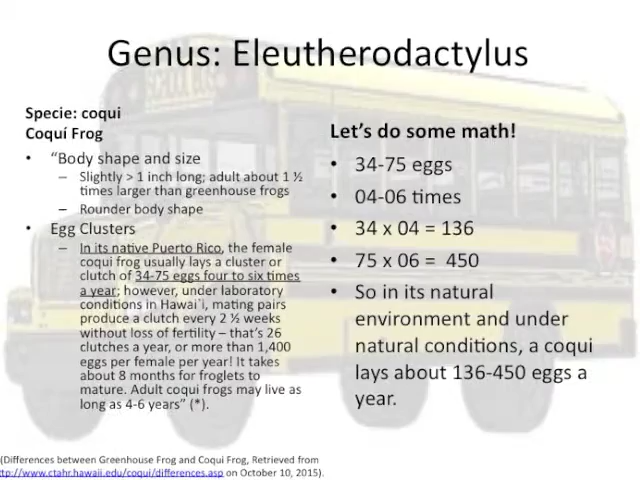 Genus: Eleutherodactylus
Specie: coqui
Coquí Frog
• “Body shape and size
– Slightly > 1 inch long; adult about 1 ½
times larger than greenhouse frogs
– Rounder body shape
• Egg Clusters
– In its native Puerto Rico, the female
coqui frog usually lays a cluster or
clutch of 34-75 eggs four to six times
a year; however, under laboratory
conditions in Hawai`i, mating pairs
produce a clutch every 2 ½ weeks
without loss of fertility – that’s 26
clutches a year, or more than 1,400
eggs per female per year! It takes
about 8 months for froglets to
mature. Adult coqui frogs may live as
long as 4-6 years” (*).
Let’s do some math!
• 34-75 eggs
• 04-06 times
• 34 x 04 = 136
• 75 x 06 = 450
• So in its natural
environment and under
natural conditions, a coqui
lays about 136-450 eggs a
year.
(Differences between Greenhouse Frog and Coqui Frog, Retrieved from
ttp://www.ctahr.hawaii.edu/coqui/differences.asp on October 10, 2015).